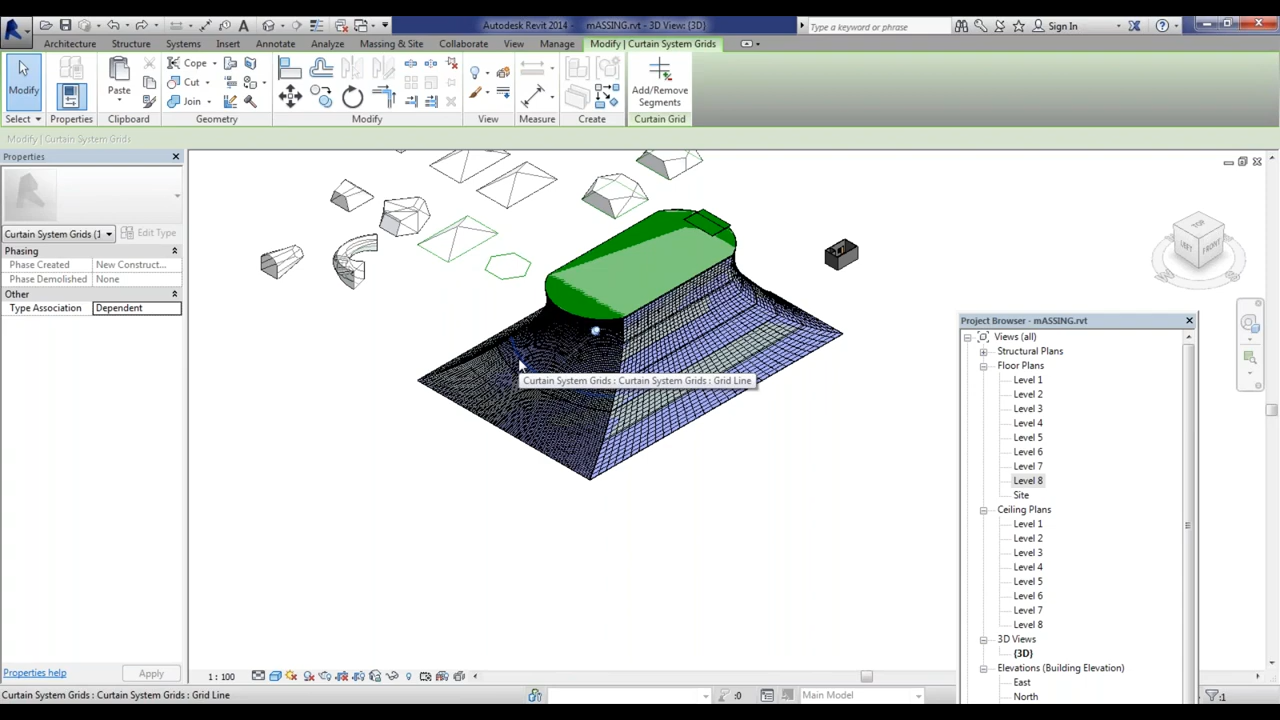 Autodesk Revit 2014 - mASSING.rvt - 3D View: {3D}
Type a keyword or phrase
Sign In
Architecture Structure Systems Insert Annotate Analyze Massing & Site Collaborate View Manage Modify | Curtain System Grids
Modify
Paste
Cope
Cut
Join
Add/Remove
Segments
Select Properties Clipboard Geometry Modify View Measure Create Curtain Grid
Modify | Curtain System Grids
Properties
Curtain System Grids (1
Edit Type
Phasing
Phase Created New Construct...
Phase Demolished None
Other
Type Association Dependent
TOP
LEFT
FRONT
Curtain System Grids : Curtain System Grids : Grid Line
Project Browser - mASSING.rvt
Views (all)
Structural Plans
Floor Plans
Level 1
Level 2
Level 3
Level 4
Level 5
Level 6
Level 7
Level 8
Site
Ceiling Plans
Level 1
Level 2
Level 3
Level 4
Level 5
Level 6
Level 7
Level 8
3D Views
{3D}
Elevations (Building Elevation)
East
North
Properties help
Apply
1 : 100
Curtain System Grids : Curtain System Grids : Grid Line
:0
Main Model
:1